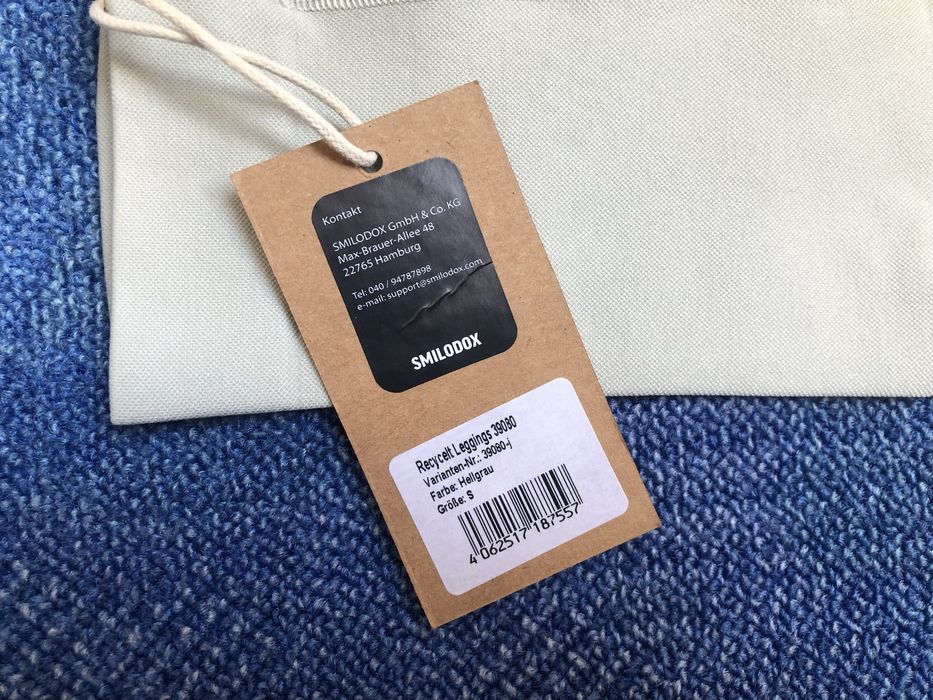 Kontakt
SMILODOX GmbH & Co. KG
Max-Brauer-Allee 48
22765 Hamburg
Tel: 040 / 94787898
e-mail: support@smilodox.com
SMILODOX
Recycelt Leggings 39080
Varianten-Nr.: 39080-j
Farbe: Hellgrau
Größe: S
4 062517 187557